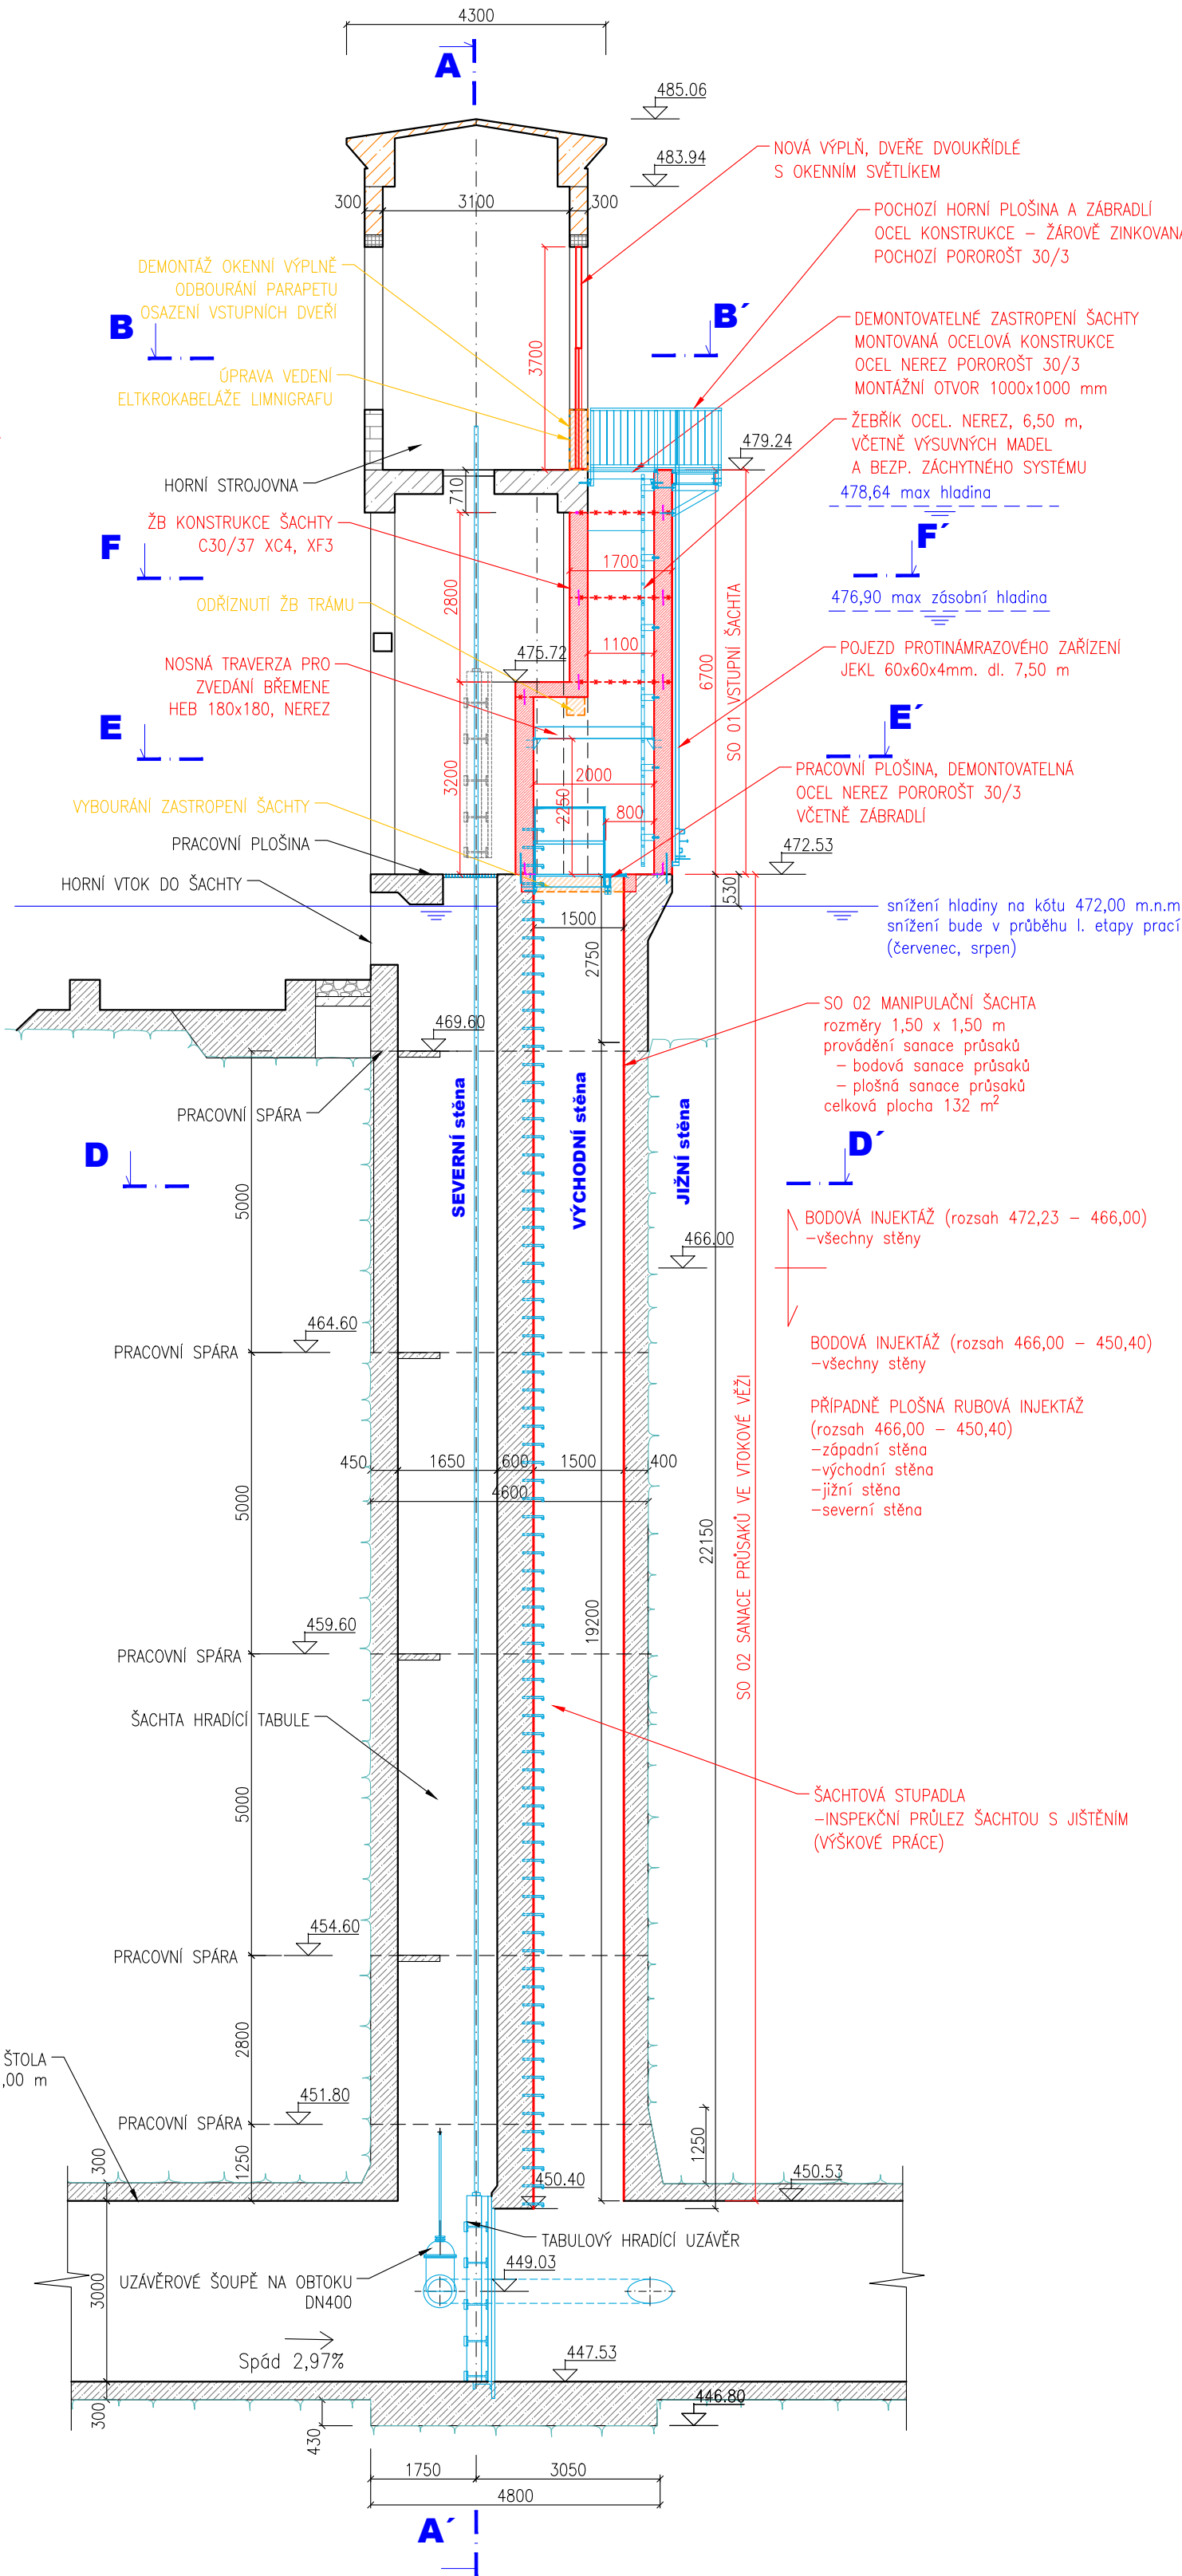 4300
A
485.06
483.94
NOVÁ VÝPLŇ, DVEŘE DVOUKŘÍDLÉ
S OKENNÍM SVĚTLÍKEM
300
3100
300
POCHOZÍ HORNÍ PLOŠINA A ZÁBRADLÍ
OCEL KONSTRUKCE – ŽÁROVĚ ZINKOVANÁ
POCHOZÍ POROROŠT 30/3
DEMONTÁŽ OKENNÍ VÝPLNĚ
ODBOURÁNÍ PARAPETU
OSAZENÍ VSTUPNÍCH DVEŘÍ
B
B´
3700
DEMONTOVATELNÉ ZASTROPENÍ ŠACHTY
MONTOVANÁ OCELOVÁ KONSTRUKCE
OCEL NEREZ POROROŠT 30/3
MONTÁŽNÍ OTVOR 1000x1000 mm
ÚPRAVA VEDENÍ
ELTKROKABELÁŽE LIMNIGRAFU
ŽEBŘÍK OCEL. NEREZ, 6,50 m,
VČETNĚ VÝSUVNÝCH MADEL
A BEZP. ZÁCHYTNÉHO SYSTÉMU
479.24
HORNÍ STROJOVNA
710
478,64 max hladina
ŽB KONSTRUKCE ŠACHTY
C30/37 XC4, XF3
F
F´
1700
2800
476,90 max zásobní hladina
ODŘÍZNUTÍ ŽB TRÁMU
1100
475.72
6700
SO 01 VSTUPNÍ ŠACHTA
POJEZD PROTINÁMRAZOVÉHO ZAŘÍZENÍ
JEKL 60x60x4mm. dl. 7,50 m
NOSNÁ TRAVERZA PRO
ZVEDÁNÍ BŘEMENE
HEB 180x180, NEREZ
E
E´
3200
2000
2250
800
PRACOVNÍ PLOŠINA, DEMONTOVATELNÁ
OCEL NEREZ POROROŠT 30/3
VČETNĚ ZÁBRADLÍ
VYBOURÁNÍ ZASTROPENÍ ŠACHTY
PRACOVNÍ PLOŠINA
472.53
HORNÍ VTOK DO ŠACHTY
530
snížení hladiny na kótu 472,00 m.n.m
snížení bude v průběhu I. etapy prací
(červenec, srpen)
1500
2750
SO 02 MANIPULAČNÍ ŠACHTA
rozměry 1,50 x 1,50 m
provádění sanace průsaků
– bodová sanace průsaků
– plošná sanace průsaků
celková plocha 132 m²
469.60
PRACOVNÍ SPÁRA
SEVERNÍ stěna
VÝCHODNÍ stěna
JIŽNÍ stěna
D
D´
5000
BODOVÁ INJEKTÁŽ (rozsah 472,23 – 466,00)
–všechny stěny
466.00
464.60
PRACOVNÍ SPÁRA
BODOVÁ INJEKTÁŽ (rozsah 466,00 – 450,40)
–všechny stěny
PŘÍPADNĚ PLOŠNÁ RUBOVÁ INJEKTÁŽ
(rozsah 466,00 – 450,40)
–západní stěna
–východní stěna
–jižní stěna
–severní stěna
450
1650
600
1500
400
4600
5000
22150
SO 02 SANACE PRŮSAKŮ VE VTOKOVÉ VĚŽI
19200
459.60
PRACOVNÍ SPÁRA
ŠACHTA HRADÍCÍ TABULE
5000
ŠACHTOVÁ STUPADLA
–INSPEKČNÍ PRŮLEZ ŠACHTOU S JIŠTĚNÍM
(VÝŠKOVÉ PRÁCE)
454.60
PRACOVNÍ SPÁRA
2800
ŠTOLA
,00 m
451.80
PRACOVNÍ SPÁRA
1250
1250
300
450.40
450.53
TABULOVÝ HRADÍCÍ UZÁVĚR
449.03
UZÁVĚROVÉ ŠOUPĚ NA OBTOKU
DN400
3000
Spád 2,97%
447.53
300
430
446.80
1750
3050
4800
A´